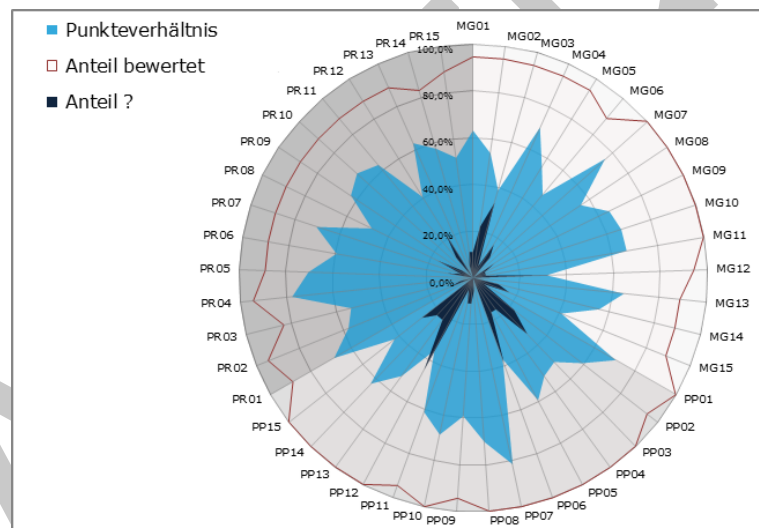 Punkteverhältnis
Anteil bewertet
Anteil ?
100,0%
80,0%
60,0%
40,0%
20,0%
0,0%
MG01
MG02
MG03
MG04
MG05
MG06
MG07
MG08
MG09
MG10
MG11
MG12
MG13
MG14
MG15
PP01
PP02
PP03
PP04
PP05
PP06
PP07
PP08
PP09
PP10
PP11
PP12
PP13
PP14
PP15
PR01
PR02
PR03
PR04
PR05
PR06
PR07
PR08
PR09
PR10
PR11
PR12
PR13
PR14
PR15